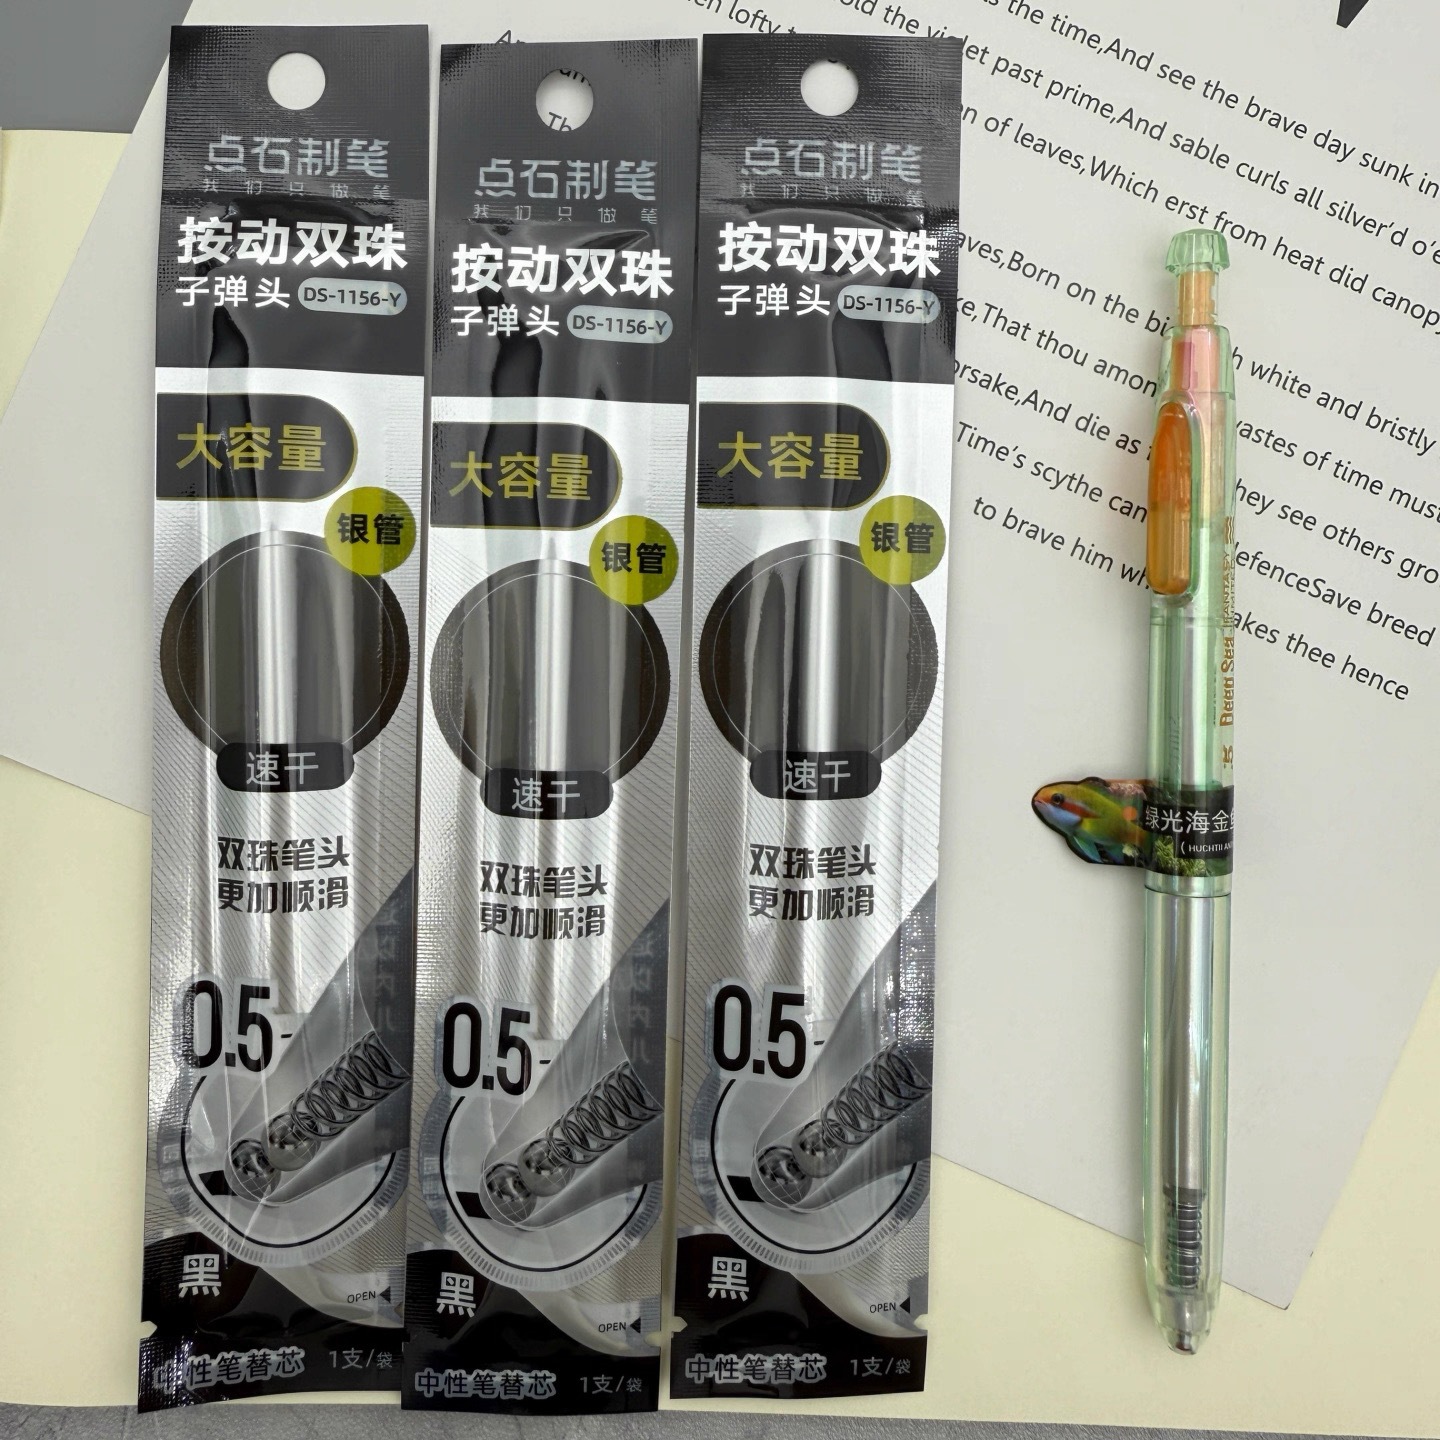 点石制笔
我们只做笔
按动双珠
子弹头 DS-1156-Y
大容量
银管
速干
双珠笔头
更加顺滑
0.5
黑
OPEN
中性笔替芯 1支/袋
点石制笔
我们只做笔
按动双珠
子弹头 DS-1156-Y
大容量
银管
速干
双珠笔头
更加顺滑
0.5
黑
OPEN
中性笔替芯 1支/袋
点石制笔
我们只做笔
按动双珠
子弹头 DS-1156-Y
大容量
银管
速干
双珠笔头
更加顺滑
0.5
黑
OPEN
中性笔替芯 1支/袋
the time,And see the brave day sunk in
the violet past prime,And sable curls all silver'd o'e
of leaves,Which erst from heat did canopy
Born on the white and bristly
That thou among wastes of time must
And die as they see others gro
Time's scythe can defenceSave breed
to brave him takes thee hence
Deep Sea
绿光海金